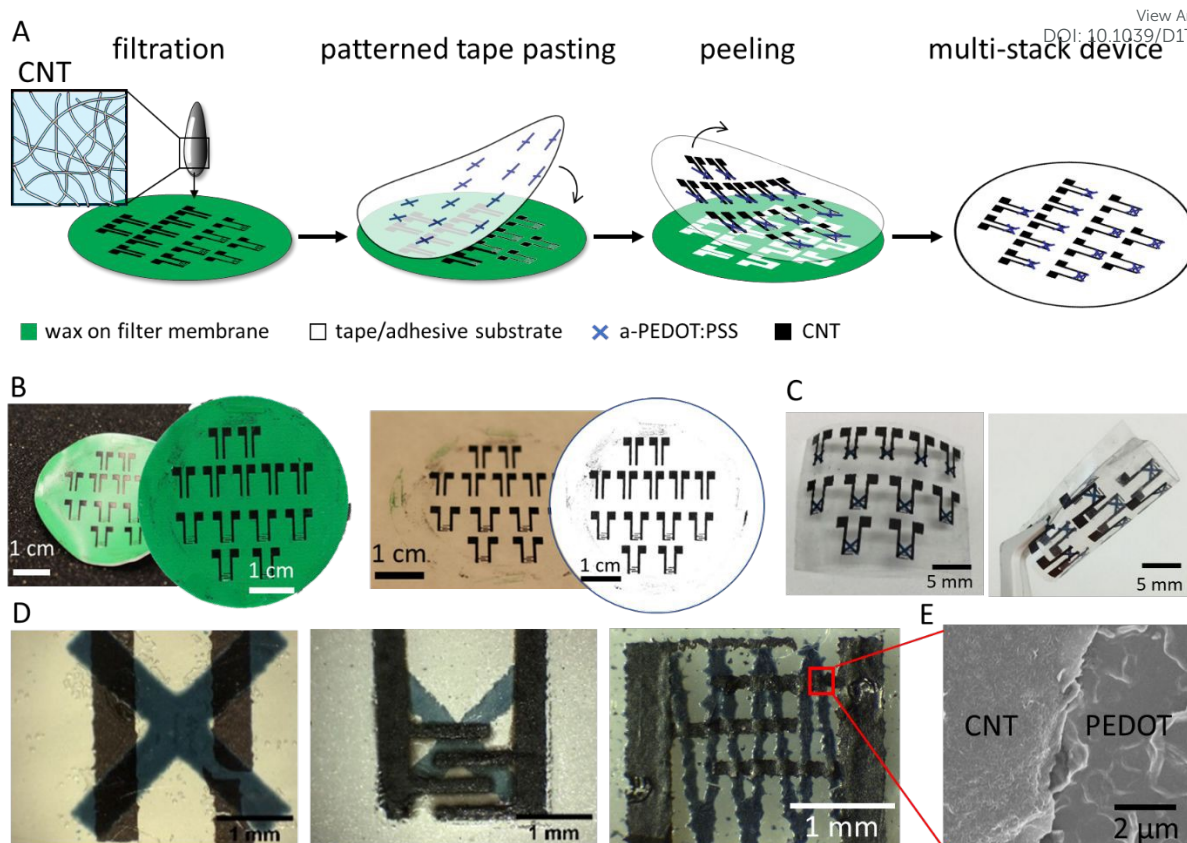 View A
DOI: 10.1039/D1T
A
filtration
patterned tape pasting
peeling
multi-stack device
CNT
wax on filter membrane
tape/adhesive substrate
a-PEDOT:PSS
CNT
B
1 cm
1 cm
1 cm
1 cm
C
5 mm
5 mm
D
1 mm
1 mm
1 mm
E
CNT
PEDOT
2 μm